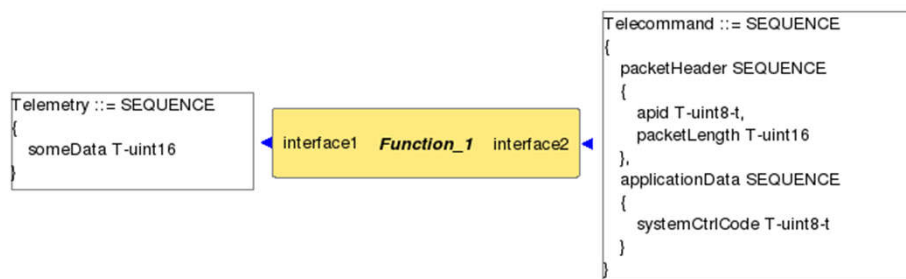 Telemetry ::= SEQUENCE
{
someData T-uint16
}
interface1 Function_1 interface2
Telecommand ::= SEQUENCE
{
packetHeader SEQUENCE
{
apid T-uint8-t,
packetLength T-uint16
},
applicationData SEQUENCE
{
systemCtrlCode T-uint8-t
}
}